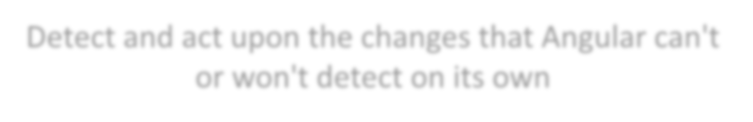 Detect and act upon the changes that Angular can't
or won't detect on its own